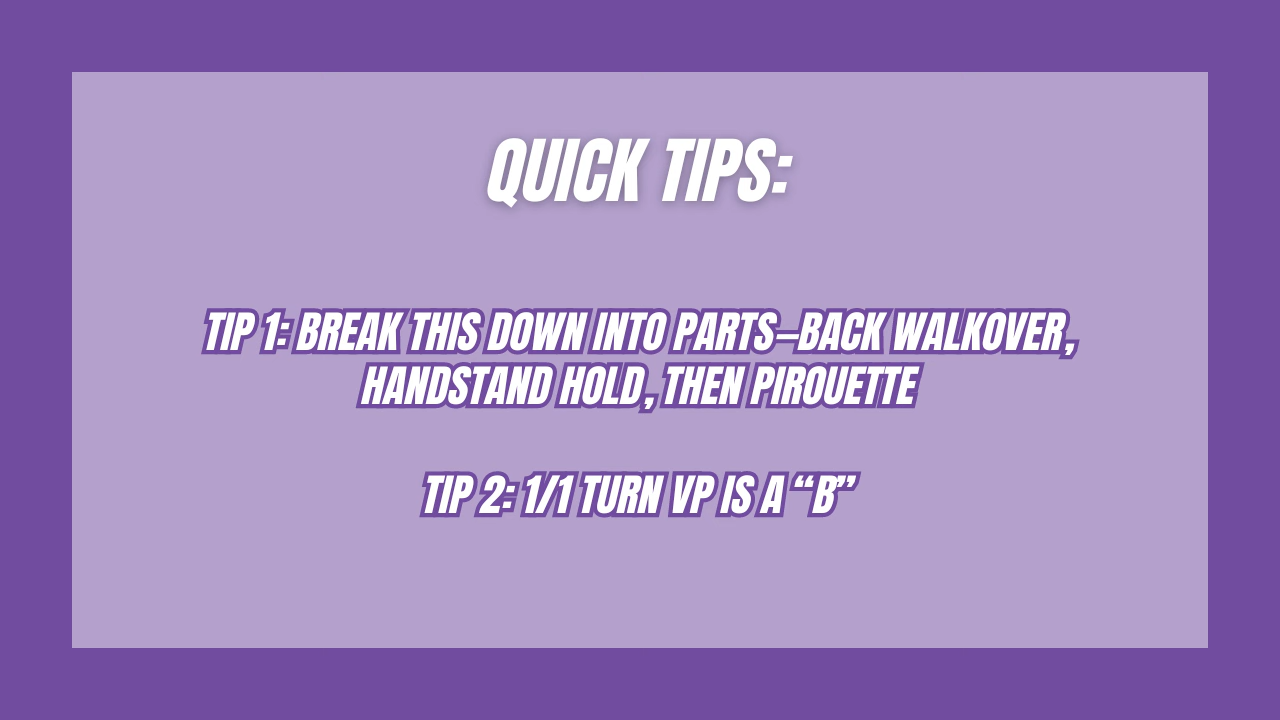 QUICK TIPS:
TIP 1: BREAK THIS DOWN INTO PARTS–BACK WALKOVER,
HANDSTAND HOLD, THEN PIROUETTE
TIP 2: 1/1 TURN VP IS A “B”